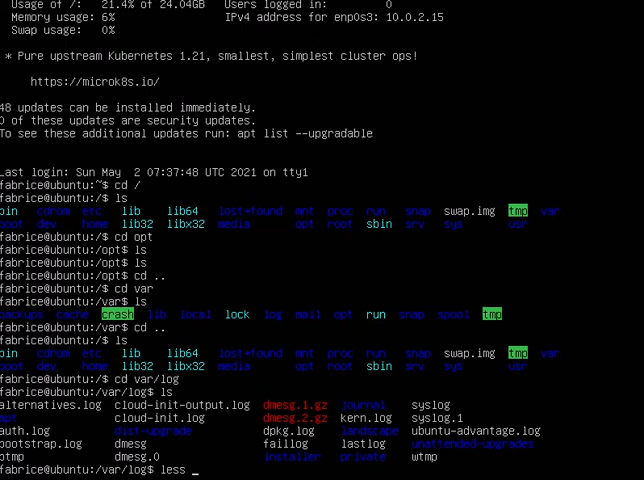 Usage of /: 21.4% of 24.04GB Users logged in: 0
Memory usage: 6% IPv4 address for enp0s3: 10.0.2.15
Swap usage: 0%
* Pure upstream Kubernetes 1.21, smallest, simplest cluster ops!
https://microk8s.io/
48 updates can be installed immediately.
0 of these updates are security updates.
To see these additional updates run: apt list --upgradable
Last login: Sun May 2 07:37:48 UTC 2021 on tty1
fabrice@ubuntu:~$ cd /
fabrice@ubuntu:/$ ls
bin cdrom etc lib lib64 lost+found mnt proc run snap swap.img tmp var
boot dev home lib32 libx32 media opt root sbin srv sys usr
fabrice@ubuntu:/$ cd opt
fabrice@ubuntu:/opt$ ls
fabrice@ubuntu:/opt$ ls
fabrice@ubuntu:/opt$ cd ..
fabrice@ubuntu:/$ cd var
fabrice@ubuntu:/var$ ls
backups cache crash lib local lock log mail opt run snap spool tmp
fabrice@ubuntu:/var$ cd ..
fabrice@ubuntu:/$ ls
bin cdrom etc lib lib64 lost+found mnt proc run snap swap.img tmp var
boot dev home lib32 libx32 media opt root sbin srv sys usr
fabrice@ubuntu:/$ cd var/log
fabrice@ubuntu:/var/log$ ls
alternatives.log cloud-init-output.log dmesg.1.gz journal syslog
apt cloud-init.log dmesg.2.gz kern.log syslog.1
auth.log dist-upgrade dpkg.log landscape ubuntu-advantage.log
bootstrap.log dmesg faillog lastlog unattended-upgrades
btmp dmesg.0 installer private wtmp
fabrice@ubuntu:/var/log$ less _